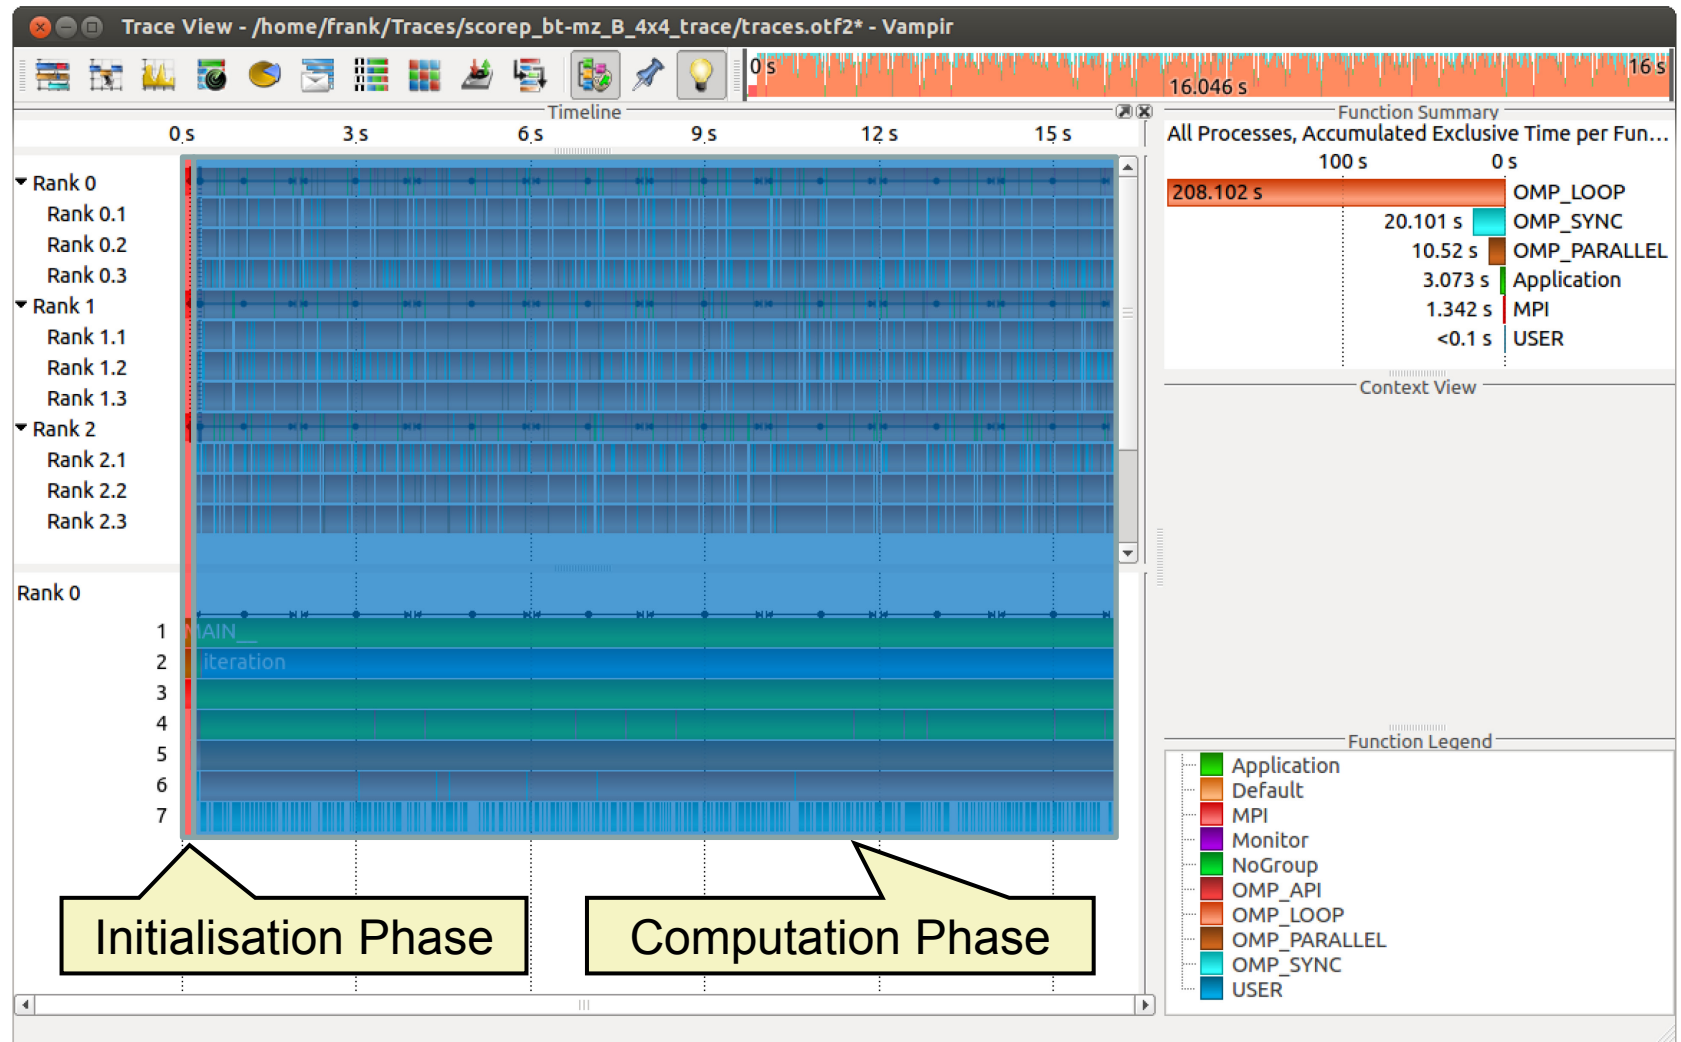 Trace View - /home/frank/Traces/scorep_bt-mz_B_4x4_trace/traces.otf2* - Vampir
0 s
16 s
16.046 s
Timeline
0 s 3 s 6 s 9 s 12 s 15 s
Rank 0
Rank 0.1
Rank 0.2
Rank 0.3
Rank 1
Rank 1.1
Rank 1.2
Rank 1.3
Rank 2
Rank 2.1
Rank 2.2
Rank 2.3
Rank 0
1 MAIN__
2 iteration
3
4
5
6
7
Initialisation Phase
Computation Phase
Function Summary
All Processes, Accumulated Exclusive Time per Fun...
100 s 0 s
208.102 s OMP_LOOP
20.101 s OMP_SYNC
10.52 s OMP_PARALLEL
3.073 s Application
1.342 s MPI
<0.1 s USER
Context View
Function Legend
Application
Default
MPI
Monitor
NoGroup
OMP_API
OMP_LOOP
OMP_PARALLEL
OMP_SYNC
USER